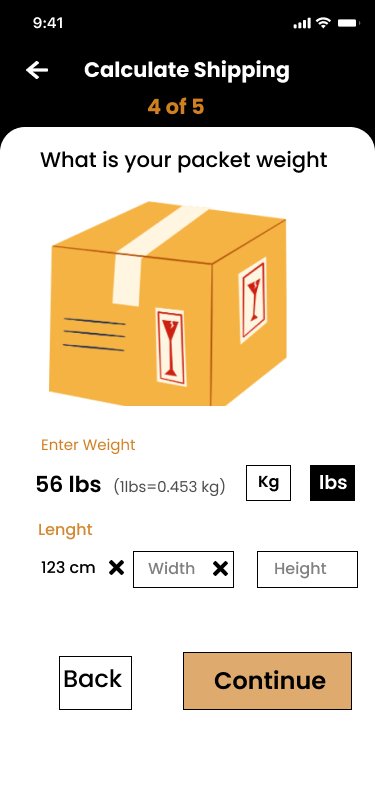 9:41
Calculate Shipping
4 of 5
What is your packet weight
Enter Weight
56 lbs (1lbs=0.453 kg) Kg lbs
Lenght
123 cm Width Height
Back Continue